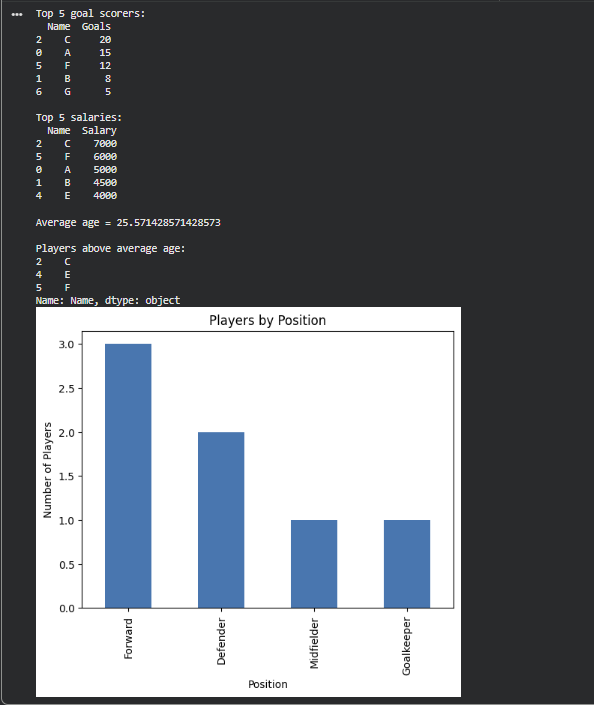 Top 5 goal scorers:
Name Goals
2 C 20
0 A 15
5 F 12
1 B 8
6 G 5
Top 5 salaries:
Name Salary
2 C 7000
5 F 6000
0 A 5000
1 B 4500
4 E 4000
Average age = 25.571428571428573
Players above average age:
2 C
4 E
5 F
Name: Name, dtype: object
Players by Position
3.0
2.5
2.0
1.5
1.0
0.5
0.0
Number of Players
Forward
Defender
Midfielder
Goalkeeper
Position